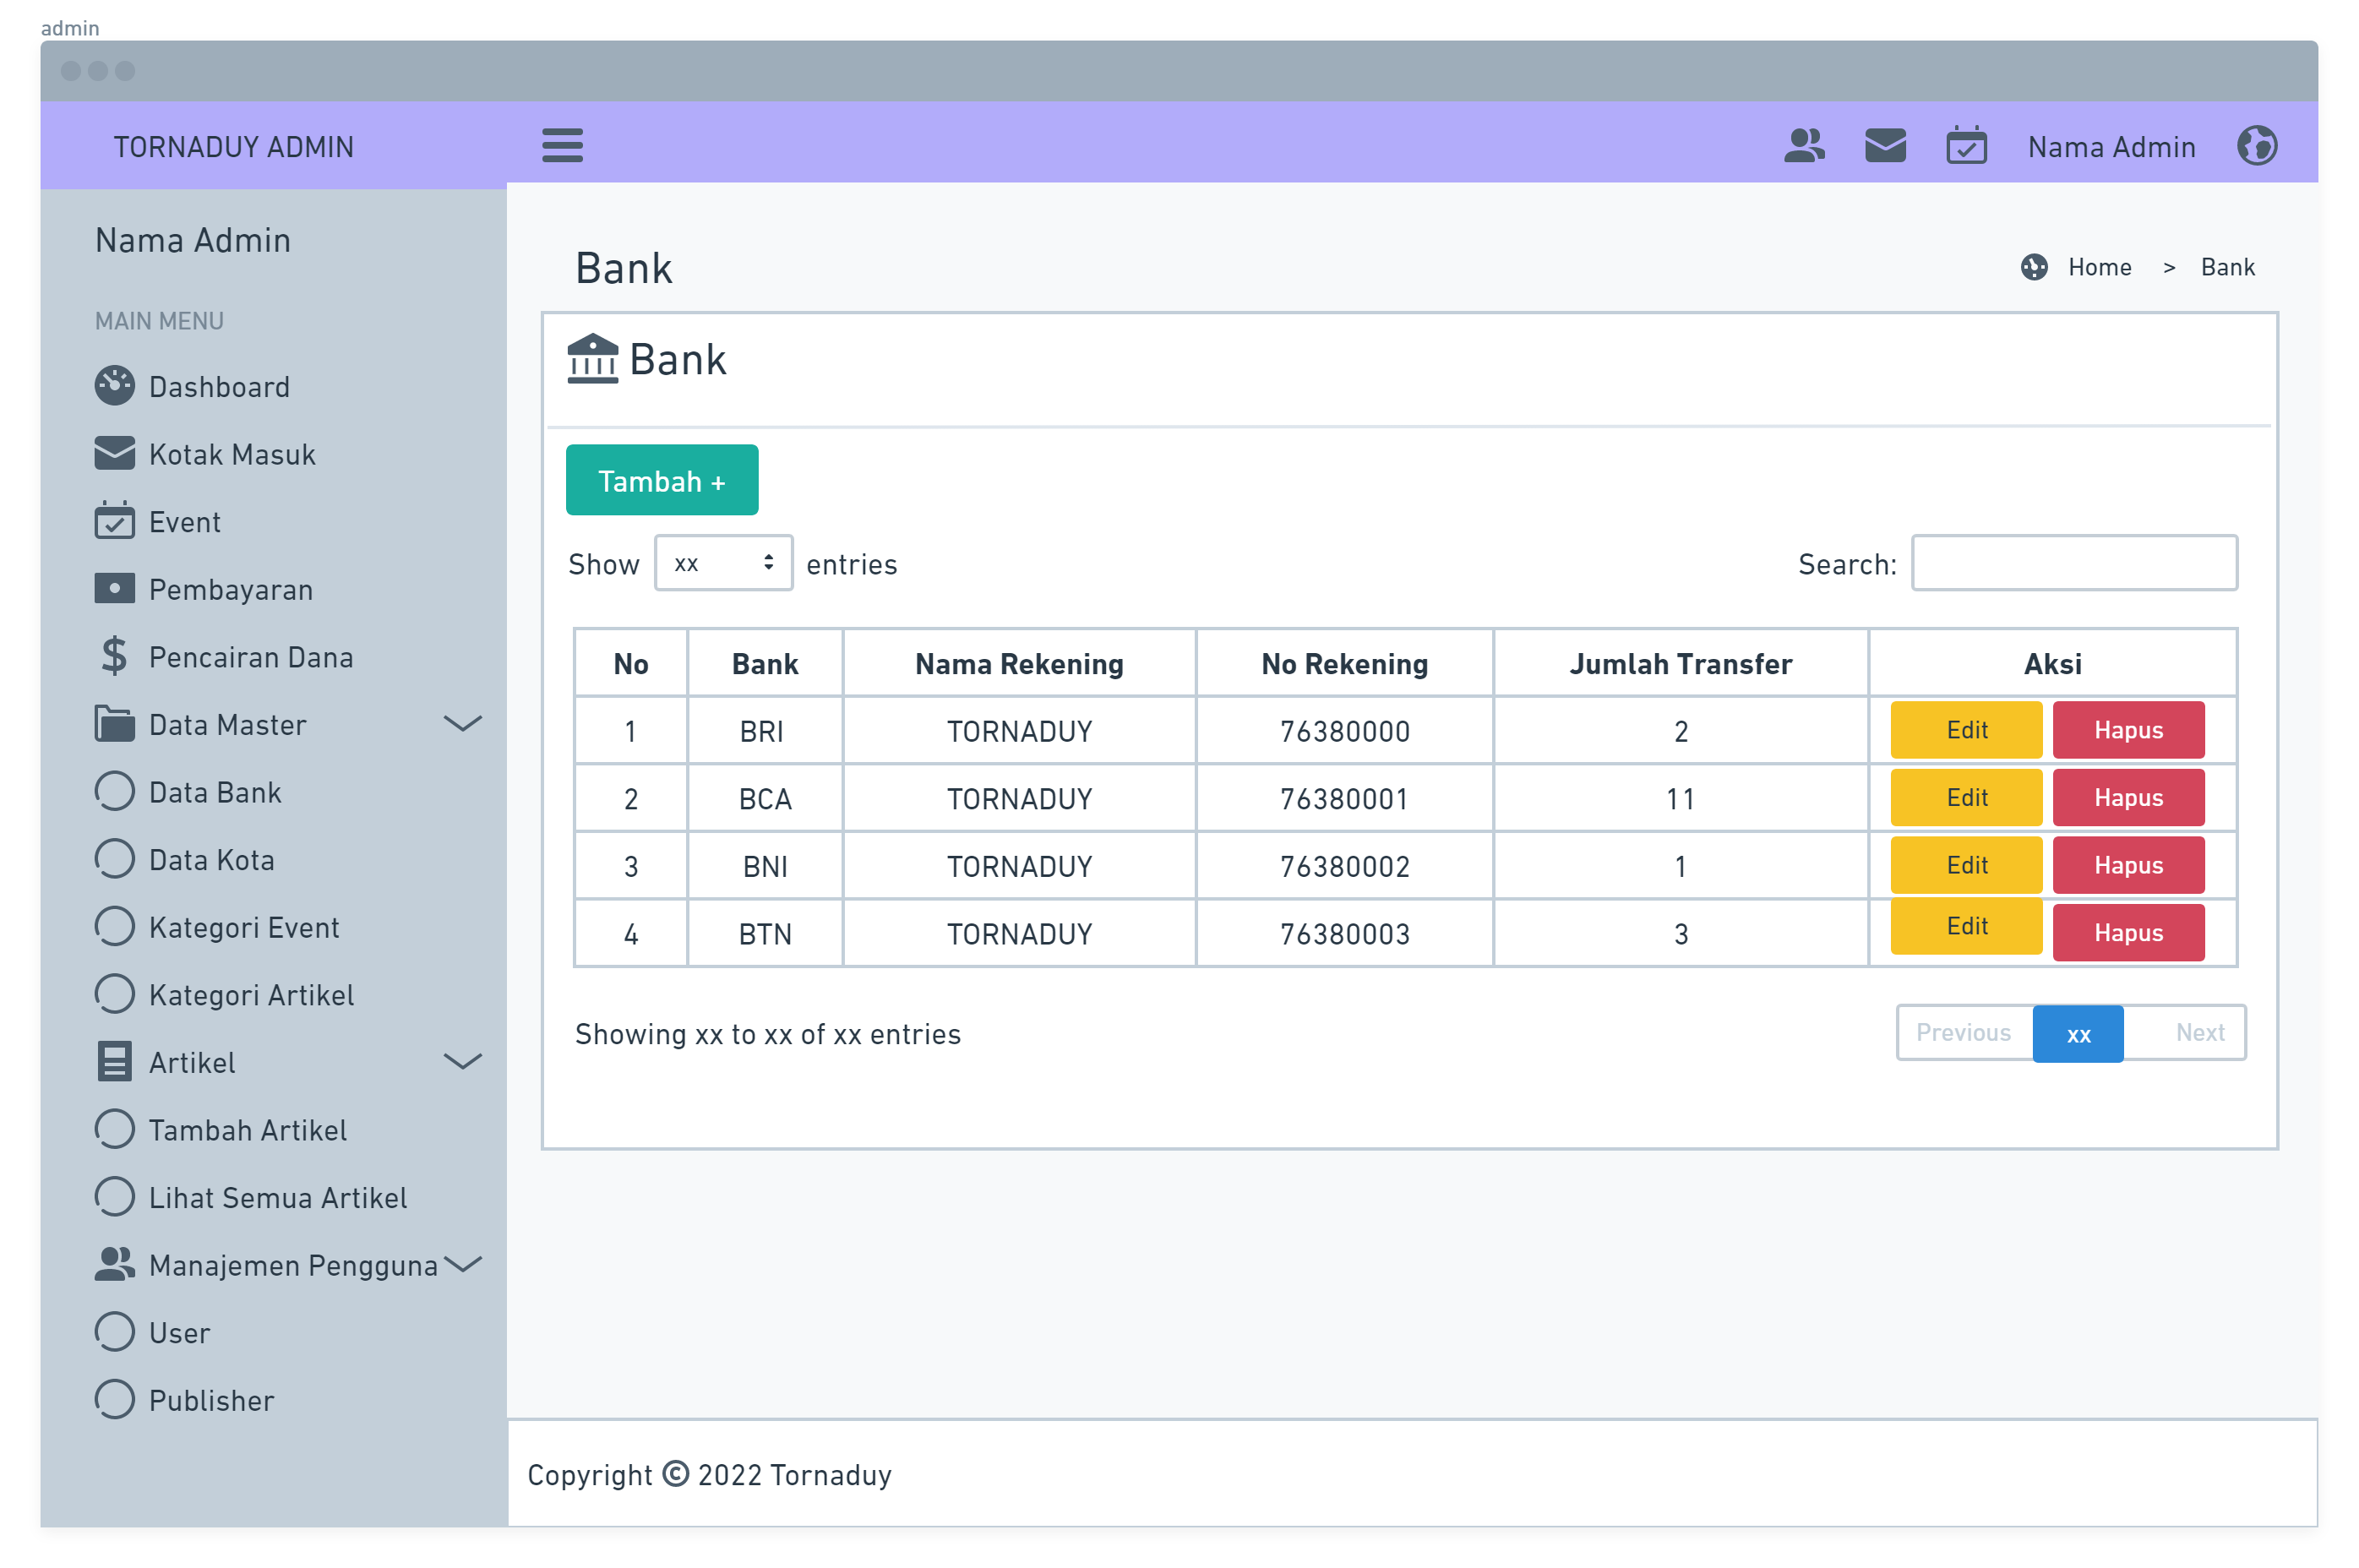 admin
TORNADUY ADMIN
Nama Admin
Nama Admin
MAIN MENU
Dashboard
Kotak Masuk
Event
Pembayaran
Pencairan Dana
Data Master
Data Bank
Data Kota
Kategori Event
Kategori Artikel
Artikel
Tambah Artikel
Lihat Semua Artikel
Manajemen Pengguna
User
Publisher
Bank
Home > Bank
Bank
Tambah +
Show xx entries
Search:
No Bank Nama Rekening No Rekening Jumlah Transfer Aksi
1 BRI TORNADUY 76380000 2 Edit Hapus
2 BCA TORNADUY 76380001 11 Edit Hapus
3 BNI TORNADUY 76380002 1 Edit Hapus
4 BTN TORNADUY 76380003 3 Edit Hapus
Showing xx to xx of xx entries
Previous xx Next
Copyright © 2022 Tornaduy